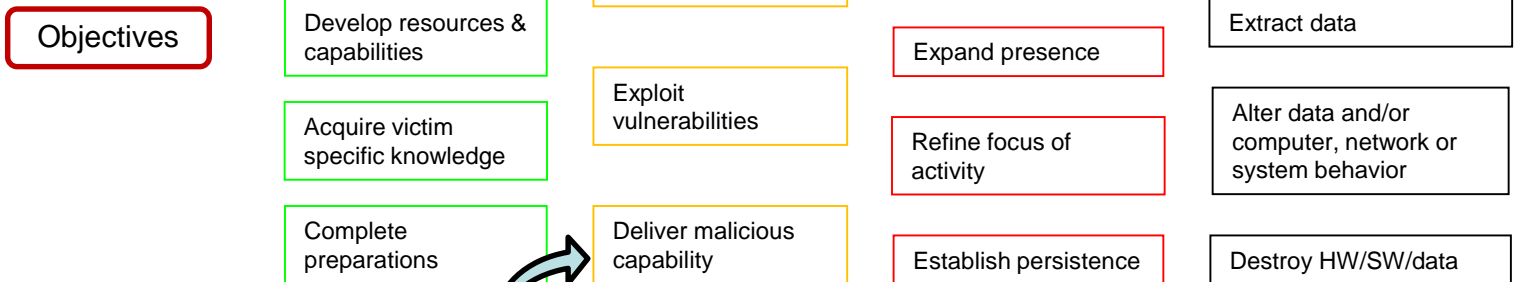 Objectives
Develop resources &
capabilities
Acquire victim
specific knowledge
Complete
preparations
Exploit
vulnerabilities
Deliver malicious
capability
Expand presence
Refine focus of
activity
Establish persistence
Extract data
Alter data and/or
computer, network or
system behavior
Destroy HW/SW/data